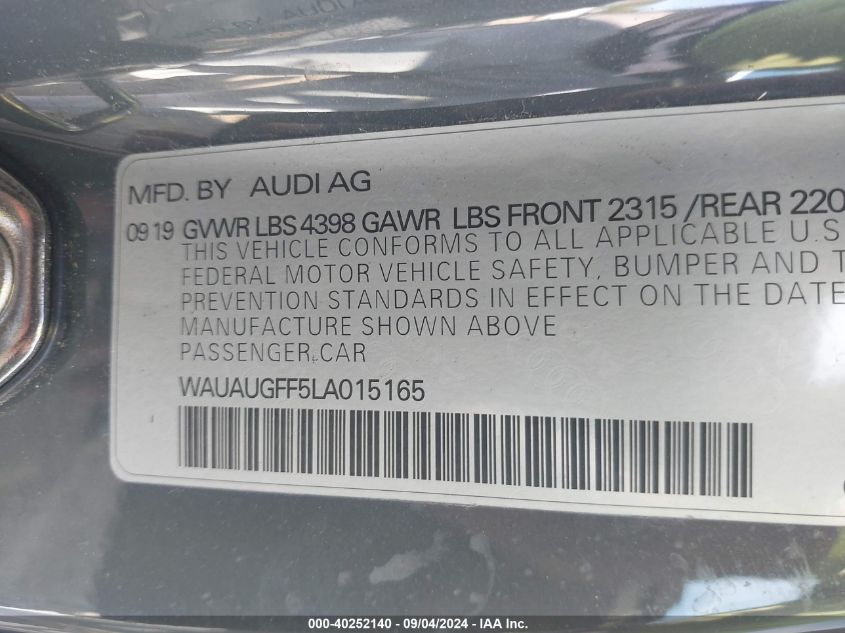 MFD. BY AUDI AG
09 19 GVWR LBS 4398 GAWR LBS FRONT 2315 /REAR 220
THIS VEHICLE CONFORMS TO ALL APPLICABLE U.S
FEDERAL MOTOR VEHICLE SAFETY, BUMPER AND T
PREVENTION STANDARDS IN EFFECT ON THE DATE
MANUFACTURE SHOWN ABOVE
PASSENGER CAR
WAUAUGFF5LA015165
000-40252140 - 09/04/2024 - IAA Inc.